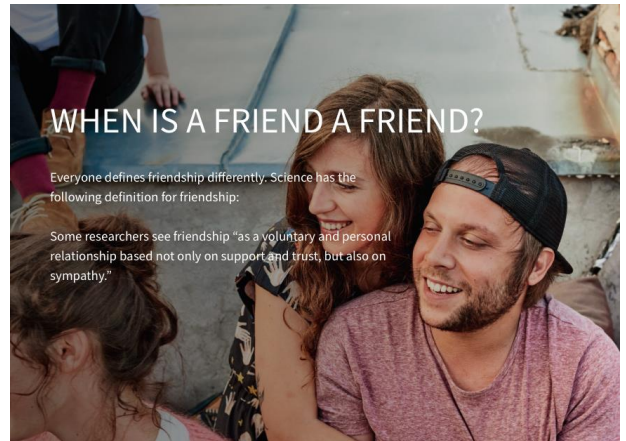 WHEN IS A FRIEND A FRIEND?
Everyone defines friendship differently. Science has the
following definition for friendship:
Some researchers see friendship “as a voluntary and personal
relationship based not only on support and trust, but also on
sympathy.”